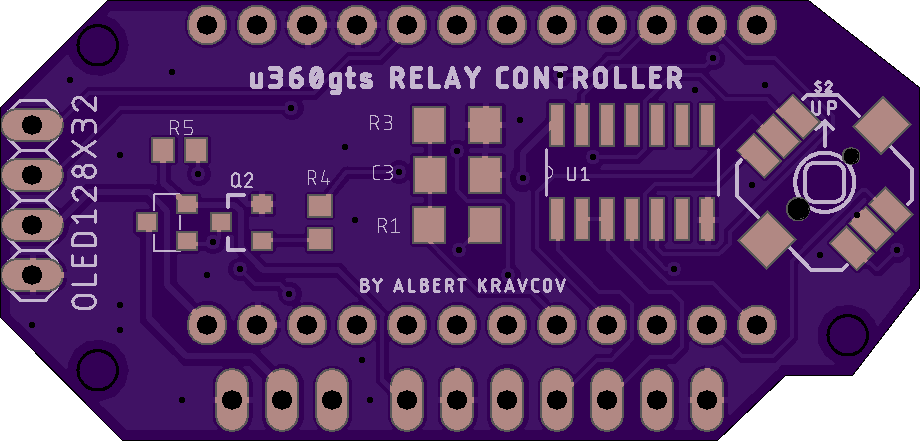 u360gts RELAY CONTROLLER
S2
UP
R3
R5
OLED128X32
C3
U1
Q2
R4
R1
BY ALBERT KRAVCOV